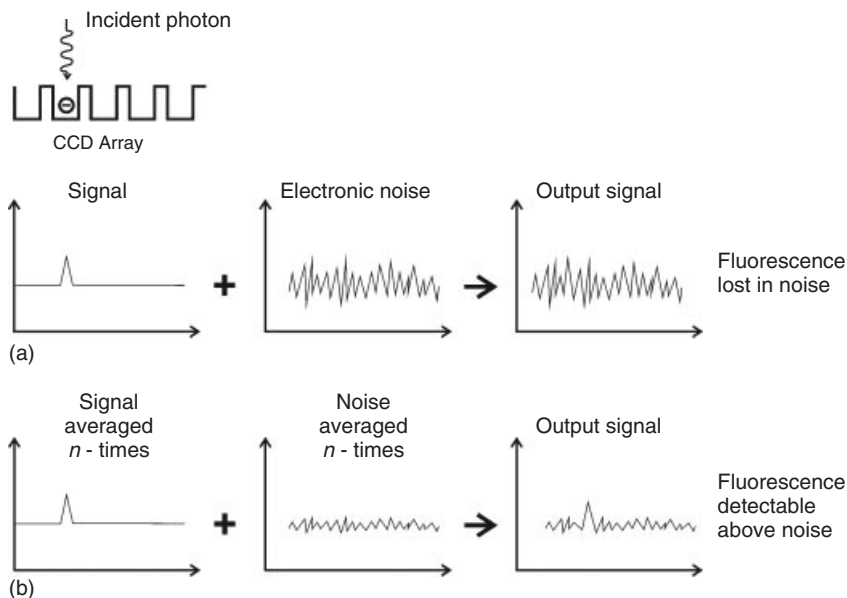 Incident photon
CCD Array
Signal
Electronic noise
Output signal
Fluorescence
lost in noise
(a)
Signal
averaged
n - times
Noise
averaged
n - times
Output signal
Fluorescence
detectable
above noise
(b)